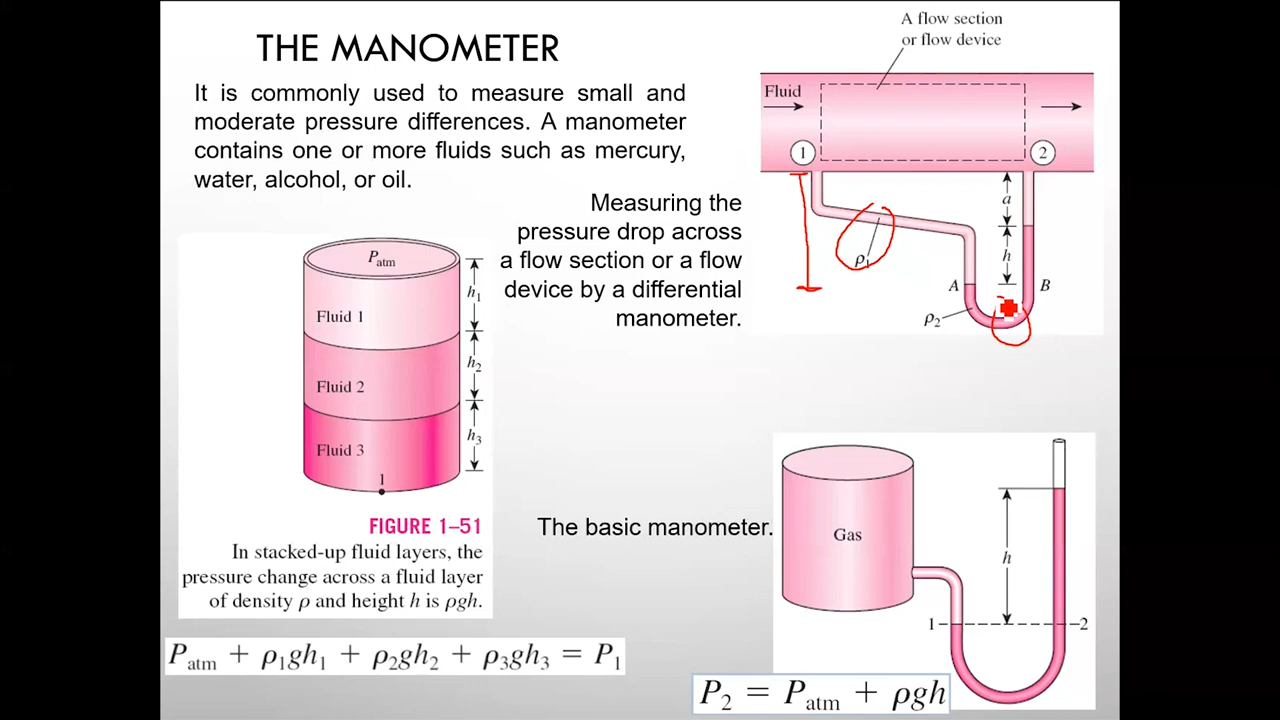 THE MANOMETER
It is commonly used to measure small and
moderate pressure differences. A manometer
contains one or more fluids such as mercury,
water, alcohol, or oil.
Measuring the
pressure drop across
a flow section or a flow
device by a differential
manometer.
A flow section
or flow device
Fluid
1
2
a
h
A
B
ρ1
ρ2
Patm
Fluid 1
Fluid 2
Fluid 3
h1
h2
h3
1
FIGURE 1–51
In stacked-up fluid layers, the
pressure change across a fluid layer
of density ρ and height h is ρgh.
Patm + ρ1gh1 + ρ2gh2 + ρ3gh3 = P1
The basic manometer.
Gas
h
1
2
P2 = Patm + ρgh